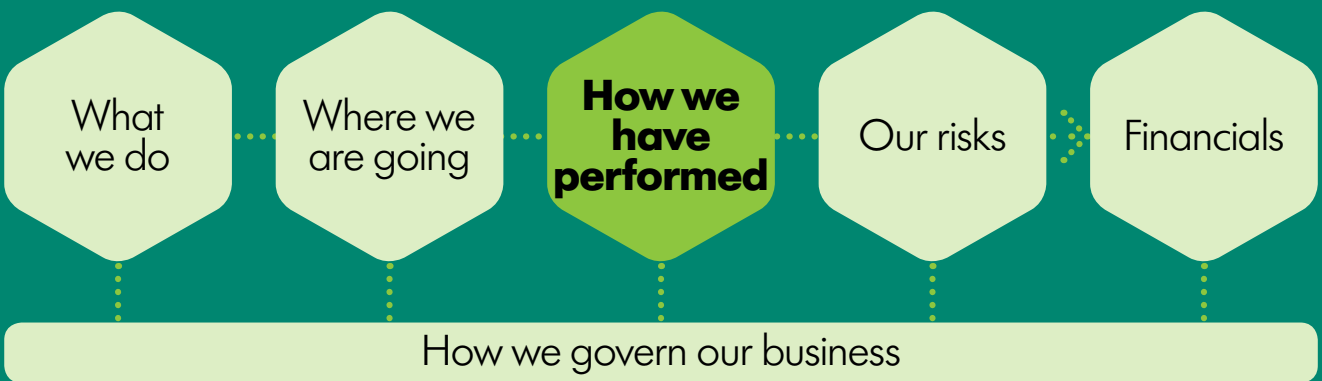 What
we do
Where we
are going
How we
have
performed
Our risks
Financials
How we govern our business